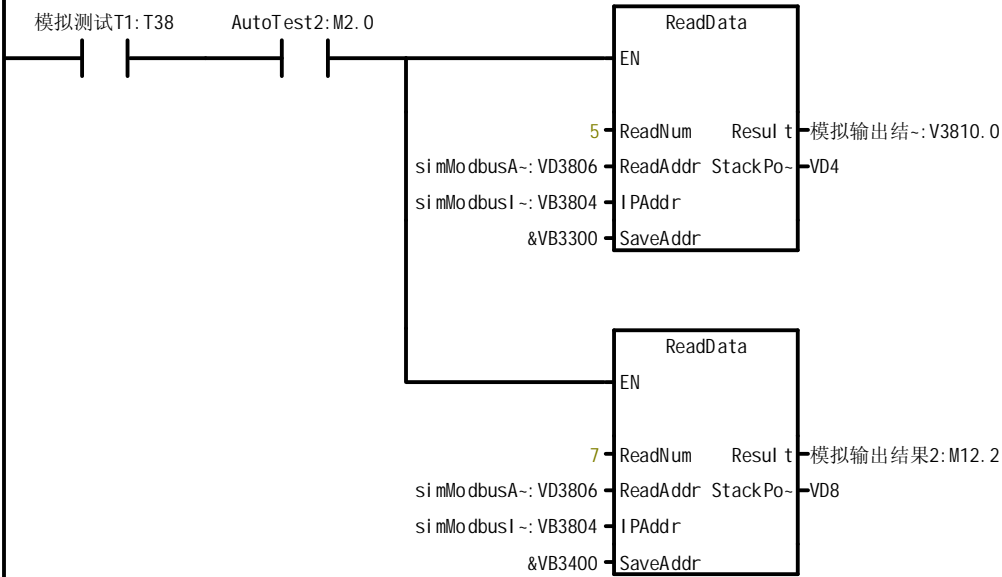 模拟测试T1:T38 AutoTest2:M2.0 ReadData
EN
5 ReadNum Result 模拟输出结~:V3810.0
simModbusA~:VD3806 ReadAddr StackPo~ VD4
simModbusI~:VB3804 IPAddr
&VB3300 SaveAddr
ReadData
EN
7 ReadNum Result 模拟输出结果2:M12.2
simModbusA~:VD3806 ReadAddr StackPo~ VD8
simModbusI~:VB3804 IPAddr
&VB3400 SaveAddr